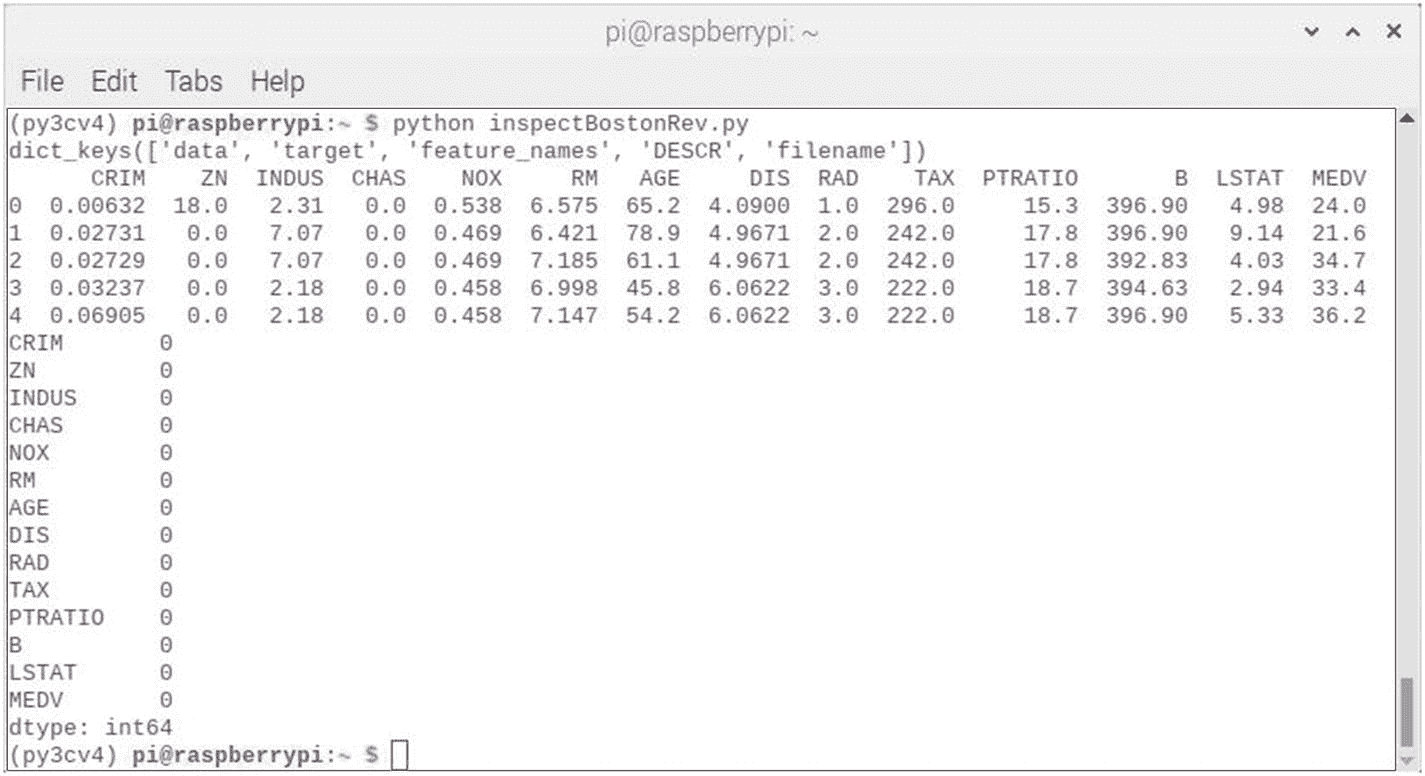 pi@raspberrypi: ~
File Edit Tabs Help
(py3cv4) pi@raspberrypi:~ $ python inspectBostonRev.py
dict_keys(['data', 'target', 'feature_names', 'DESCR', 'filename'])
CRIM ZN INDUS CHAS NOX RM AGE DIS RAD TAX PTRATIO B LSTAT MEDV
0 0.00632 18.0 2.31 0.0 0.538 6.575 65.2 4.0900 1.0 296.0 15.3 396.90 4.98 24.0
1 0.02731 0.0 7.07 0.0 0.469 6.421 78.9 4.9671 2.0 242.0 17.8 396.90 9.14 21.6
2 0.02729 0.0 7.07 0.0 0.469 7.185 61.1 4.9671 2.0 242.0 17.8 392.83 4.03 34.7
3 0.03237 0.0 2.18 0.0 0.458 6.998 45.8 6.0622 3.0 222.0 18.7 394.63 2.94 33.4
4 0.06905 0.0 2.18 0.0 0.458 7.147 54.2 6.0622 3.0 222.0 18.7 396.90 5.33 36.2
CRIM 0
ZN 0
INDUS 0
CHAS 0
NOX 0
RM 0
AGE 0
DIS 0
RAD 0
TAX 0
PTRATIO 0
B 0
LSTAT 0
MEDV 0
dtype: int64
(py3cv4) pi@raspberrypi:~ $